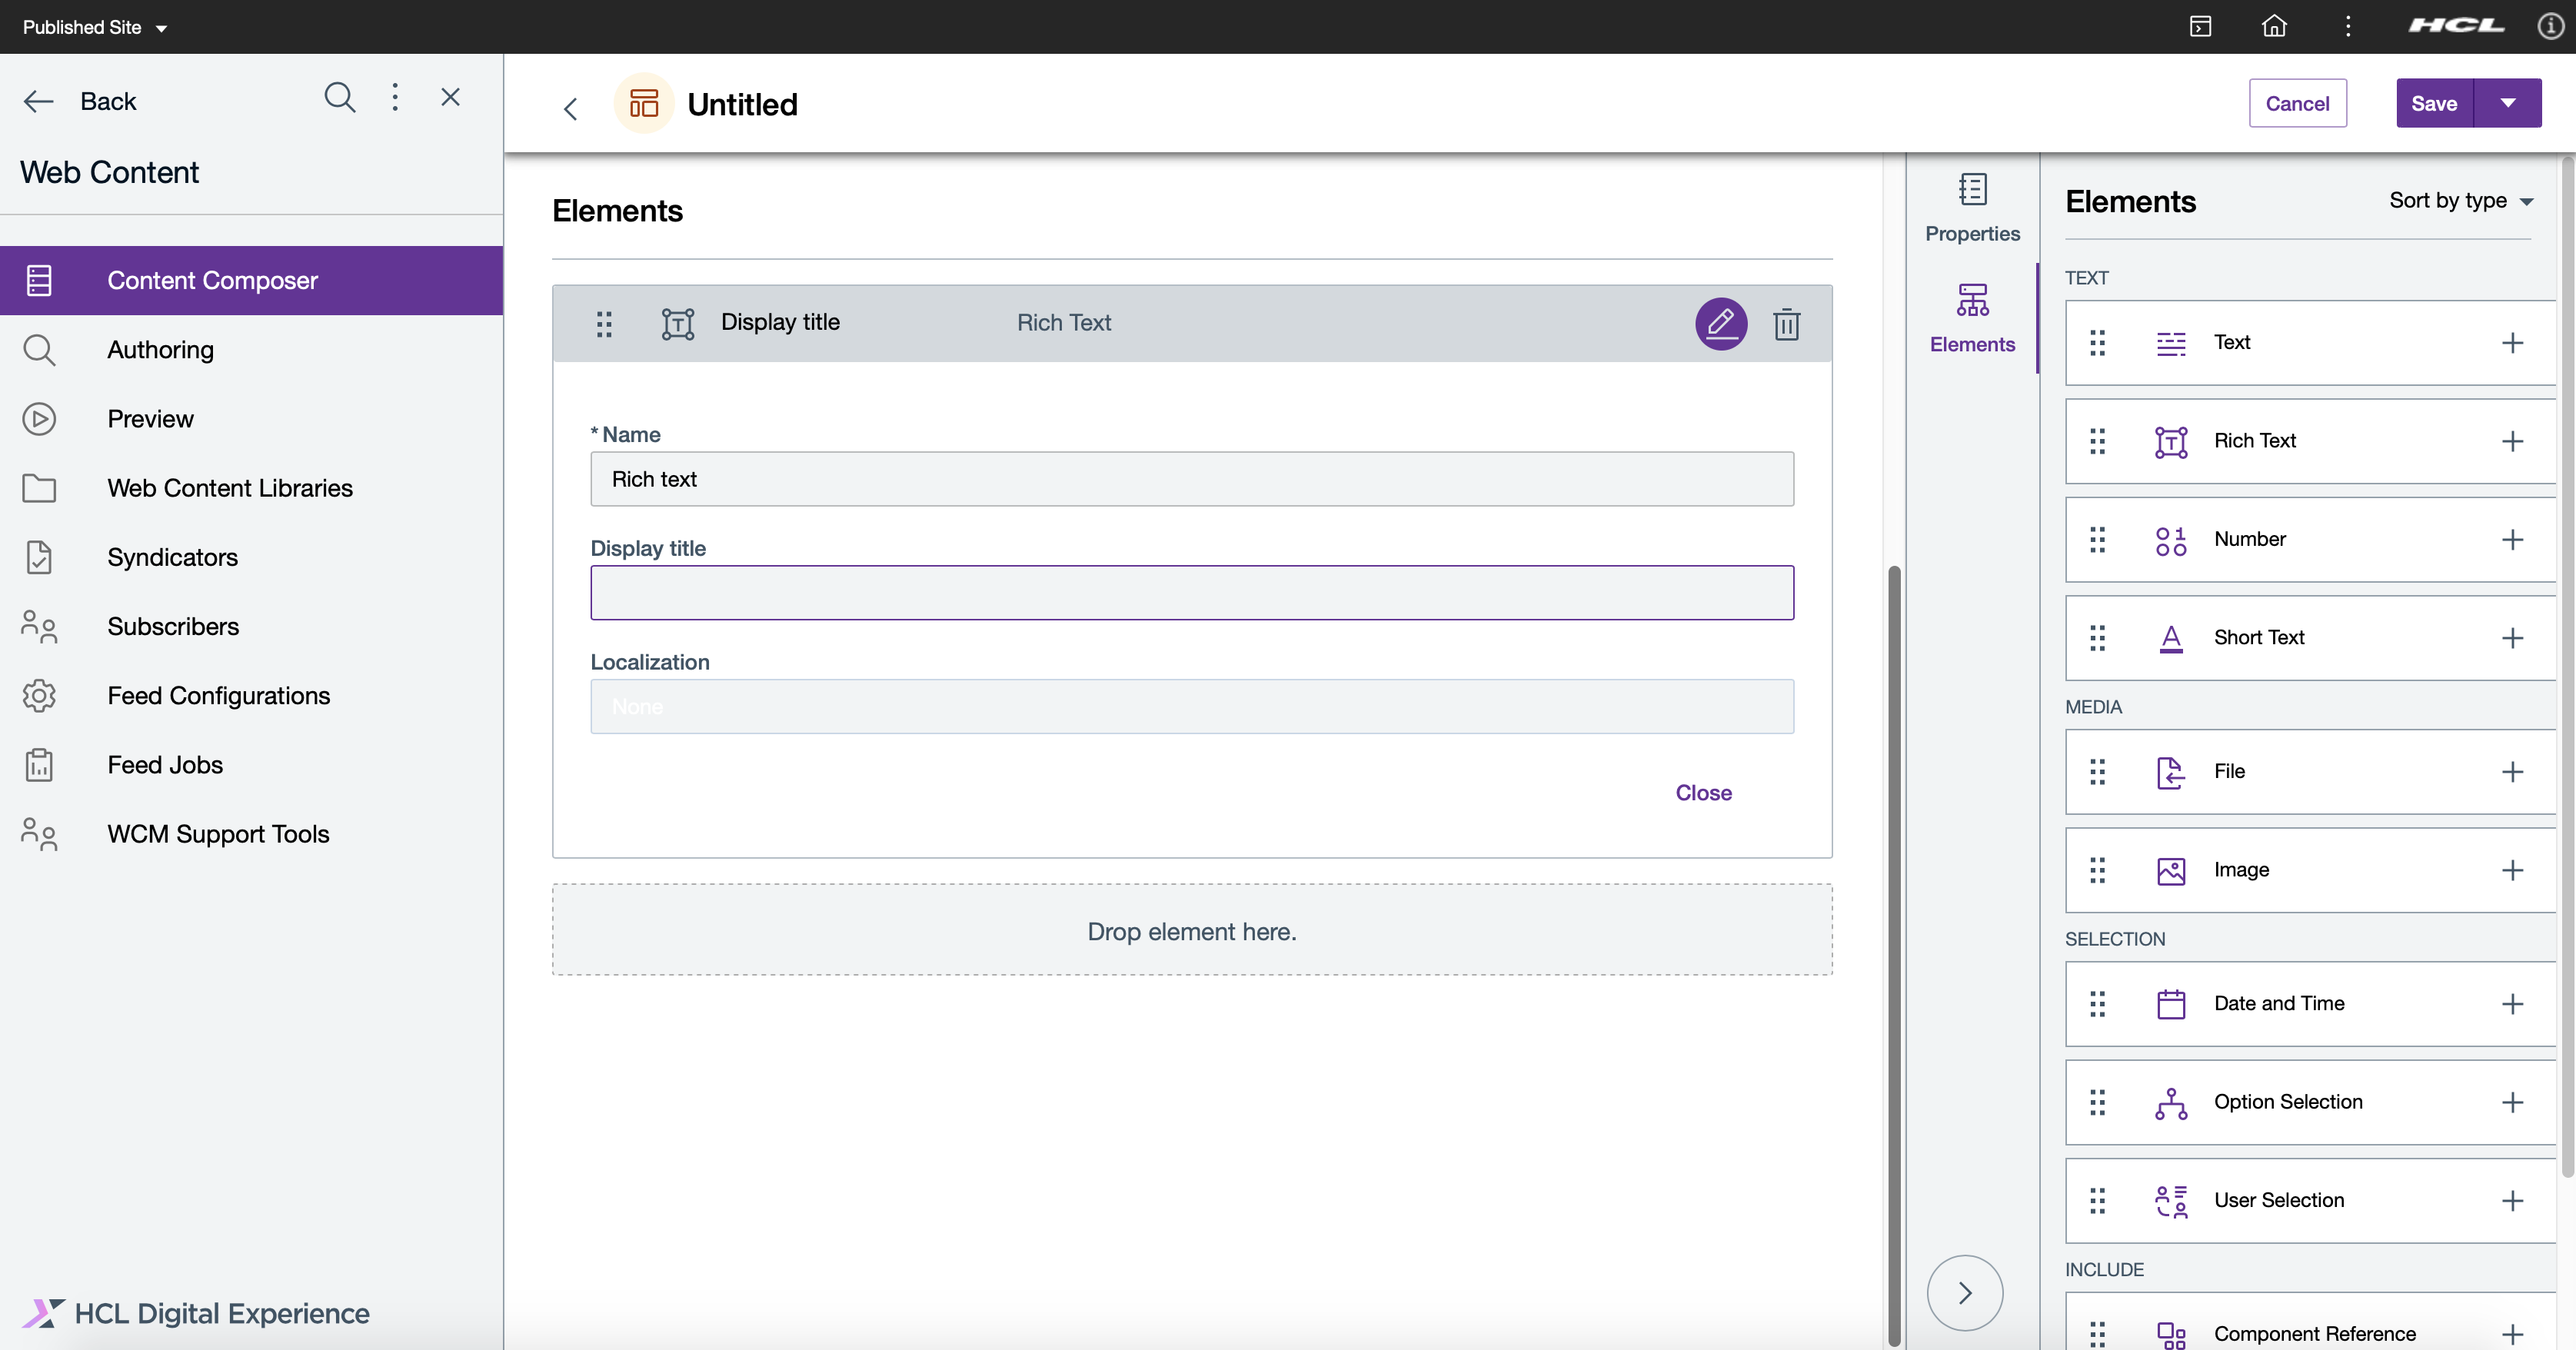 Published Site
HCL
Back
Web Content
Content Composer
Authoring
Preview
Web Content Libraries
Syndicators
Subscribers
Feed Configurations
Feed Jobs
WCM Support Tools
HCL Digital Experience
Untitled
Cancel
Save
Elements
Display title Rich Text
* Name
Rich text
Display title
Localization
None
Close
Drop element here.
Properties
Elements
Elements
Sort by type
TEXT
Text
Rich Text
Number
Short Text
MEDIA
File
Image
SELECTION
Date and Time
Option Selection
User Selection
INCLUDE
Component Reference